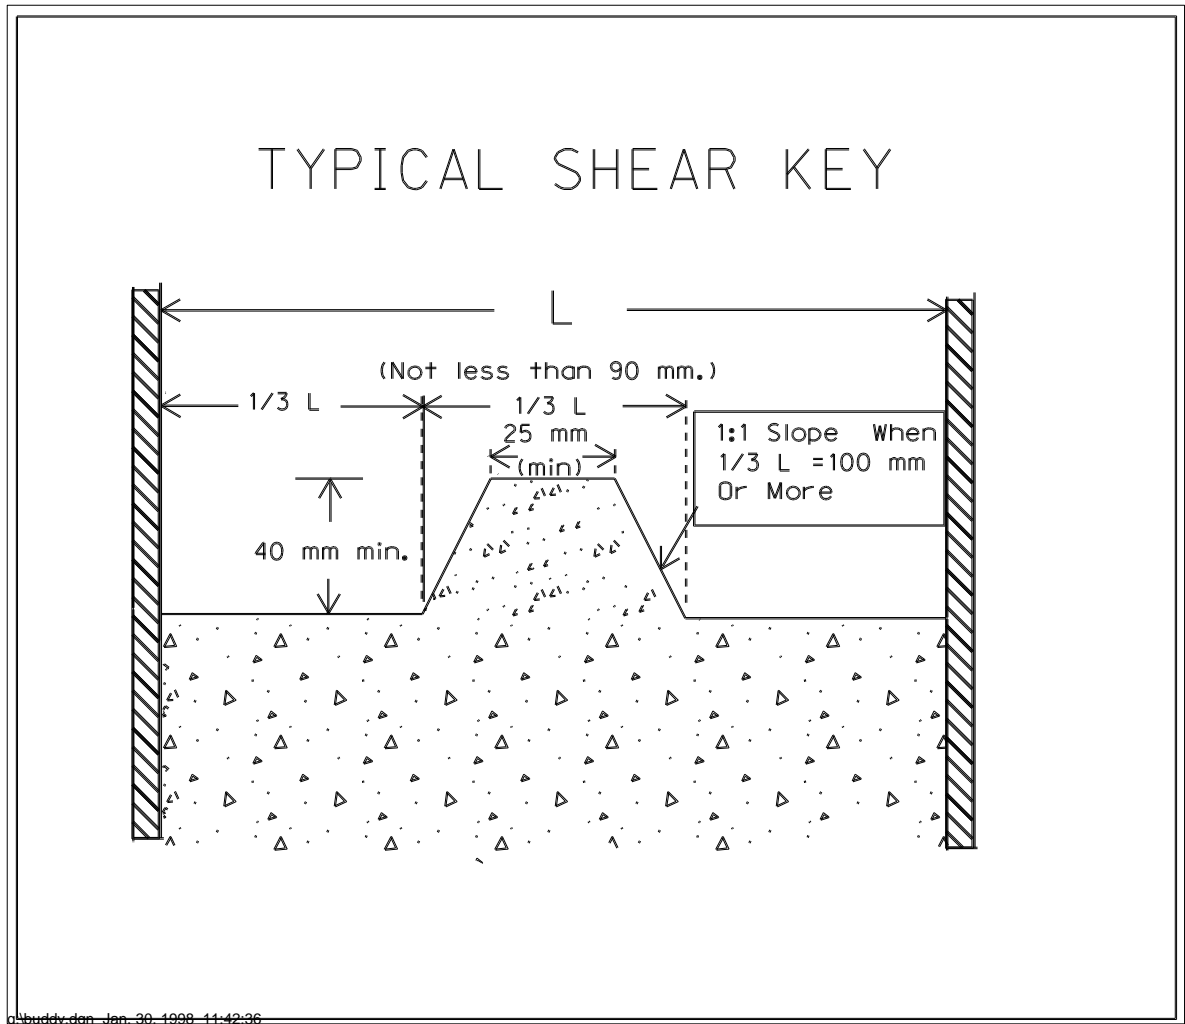 TYPICAL SHEAR KEY
L
(Not less than 90 mm.)
1/3 L
1/3 L
25 mm
(min)
1:1 Slope When
1/3 L =100 mm
Or More
40 mm min.
g:\buddy.dgn Jan. 30, 1998 11:42:36